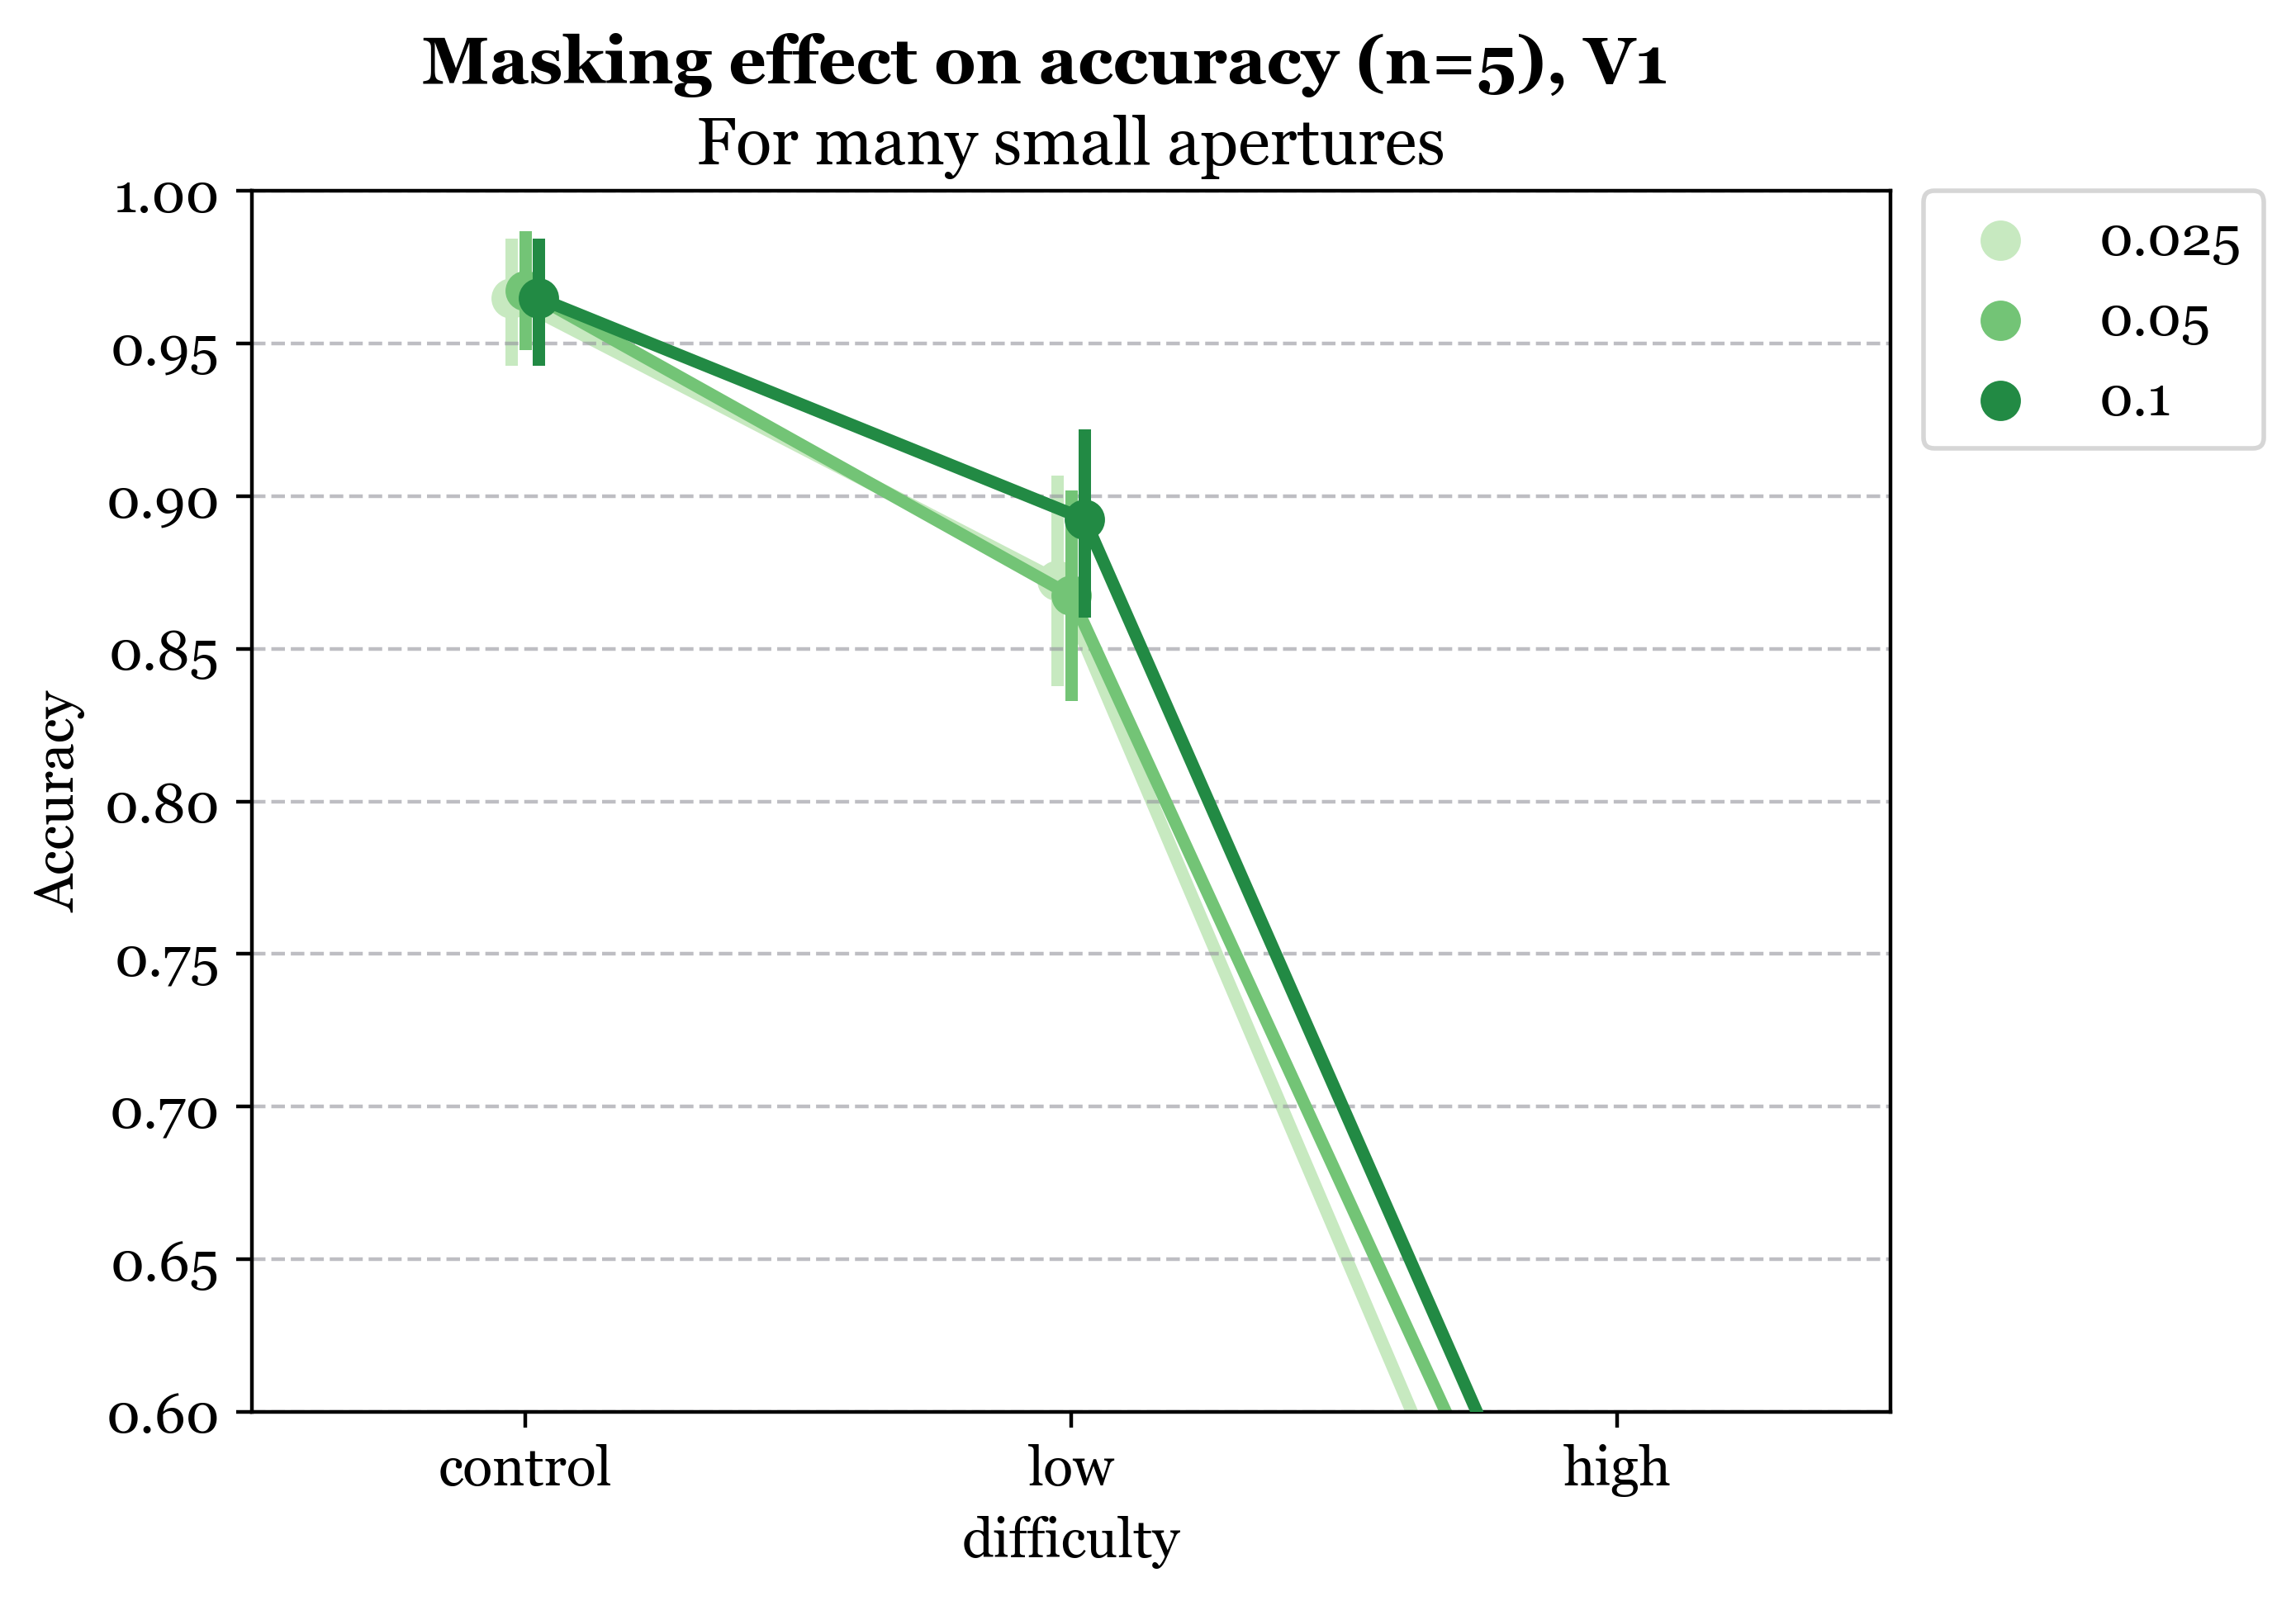 Masking effect on accuracy (n=5), V1
For many small apertures
1.00
0.95
0.90
0.85
0.80
0.75
0.70
0.65
0.60
Accuracy
control
low
high
difficulty
0.025
0.05
0.1